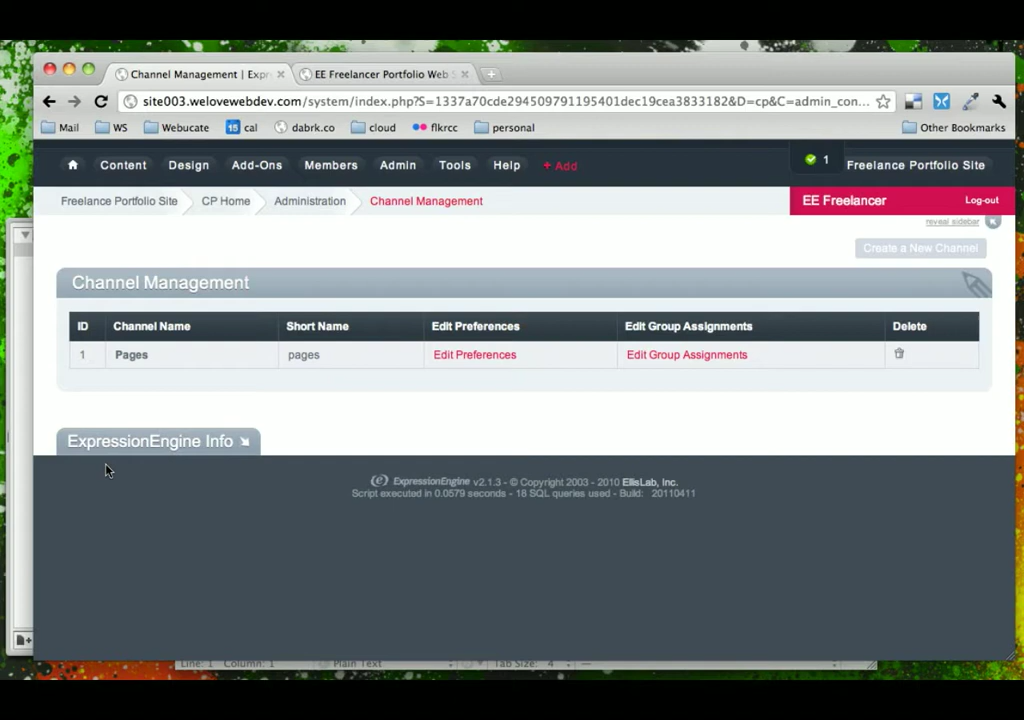 Channel Management | Expr
EE Freelancer Portfolio Web S
site003.welovewebdev.com/system/index.php?S=1337a70cde294509791195401dec19cea3833182&D=cp&C=admin_con...
Mail WS Webucate 15 cal dabrk.co cloud flkrcc personal Other Bookmarks
Content Design Add-Ons Members Admin Tools Help + Add 1 Freelance Portfolio Site
Freelance Portfolio Site CP Home Administration Channel Management EE Freelancer Log-out
reveal sidebar
Create a New Channel
Channel Management
ID Channel Name Short Name Edit Preferences Edit Group Assignments Delete
1 Pages pages Edit Preferences Edit Group Assignments
ExpressionEngine Info
ExpressionEngine v2.1.3 - © Copyright 2003 - 2010 EllisLab, Inc.
Script executed in 0.0579 seconds - 18 SQL queries used - Build: 20110411
Line: 1 Column: 1 Plain Text Tab Size: 4 —